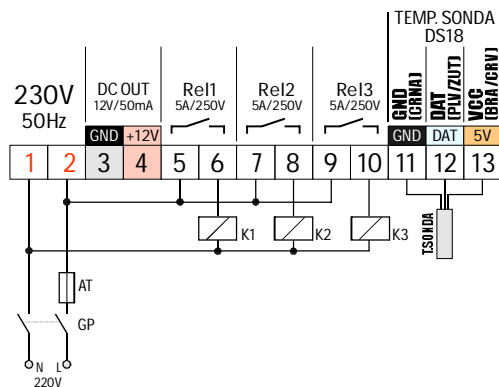 TEMP. SONDA
DS18
230V
50Hz
DC OUT
12V/50mA
Rel1
5A/250V
Rel2
5A/250V
Rel3
5A/250V
GND
(CRNA)
DAT
(PLV/ZUT)
VCC
(BRA/CRV)
GND +12V
GND DAT 5V
1 2 3 4 5 6 7 8 9 10 11 12 13
K1 K2 K3
T.SONDA
AT
GP
N L
220V